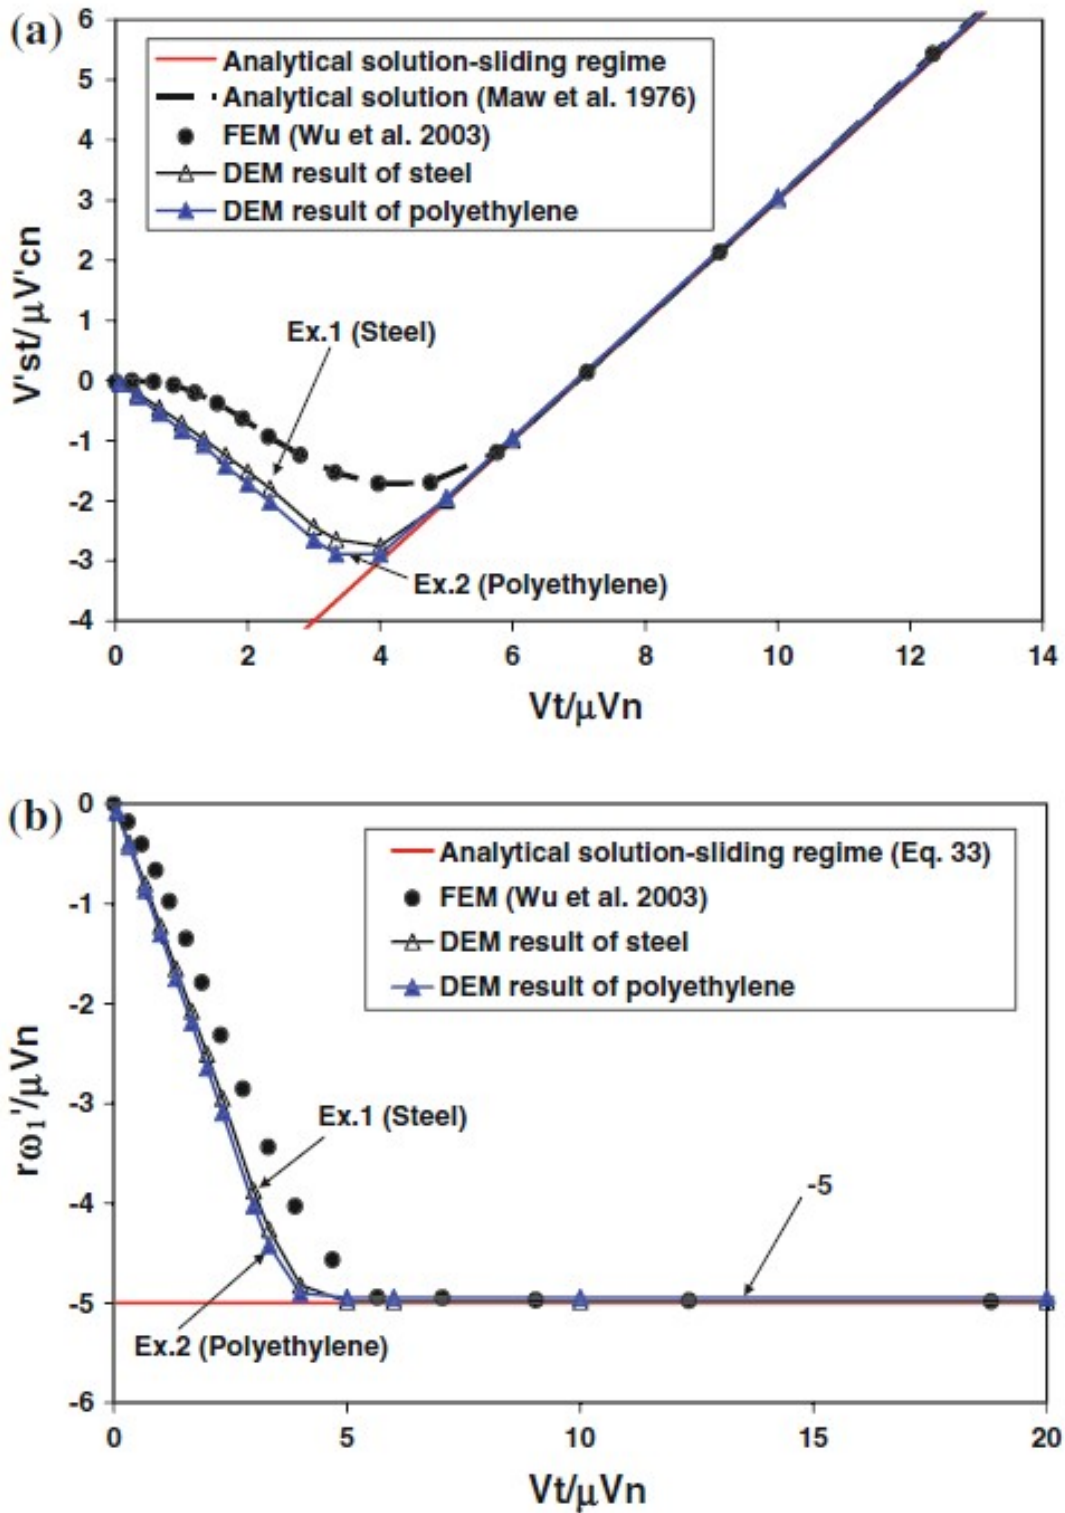 (a)
6
5
4
3
2
1
0
-1
-2
-3
-4
V'st/μV'cn
Analytical solution-sliding regime
Analytical solution (Maw et al. 1976)
FEM (Wu et al. 2003)
DEM result of steel
DEM result of polyethylene
Ex.1 (Steel)
Ex.2 (Polyethylene)
0 2 4 6 8 10 12 14
Vt/μVn
(b)
0
-1
-2
-3
-4
-5
-6
rω₁'/μVn
Analytical solution-sliding regime (Eq. 33)
FEM (Wu et al. 2003)
DEM result of steel
DEM result of polyethylene
Ex.1 (Steel)
-5
Ex.2 (Polyethylene)
0 5 10 15 20
Vt/μVn